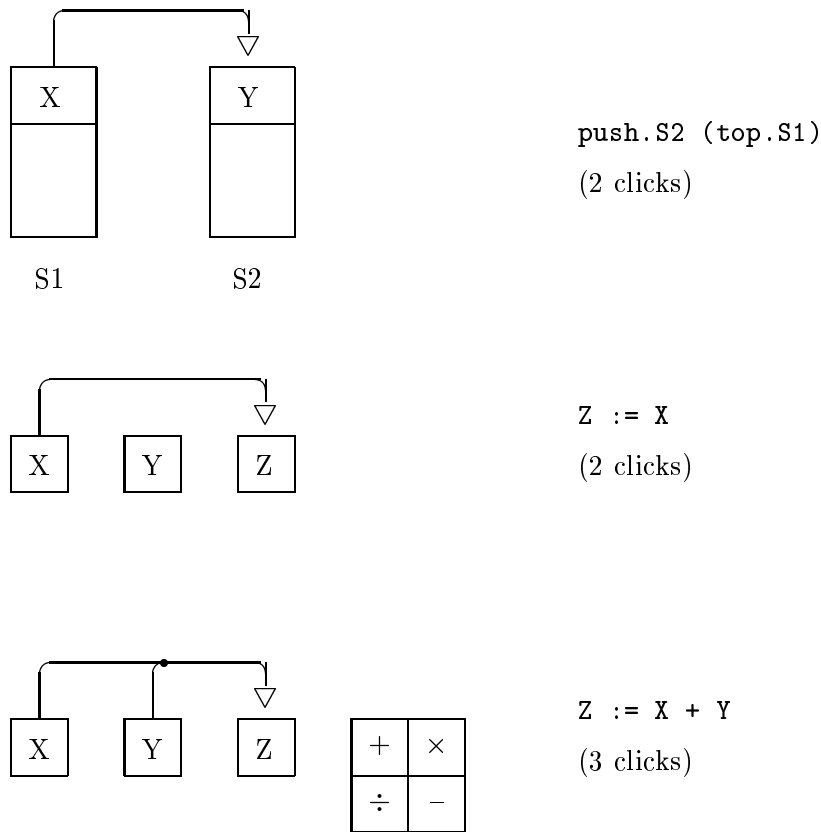 X Y
push.S2 (top.S1)
(2 clicks)
S1 S2
Z := X
(2 clicks)
X Y Z
Z := X + Y
(3 clicks)
X Y Z + ×
÷ –